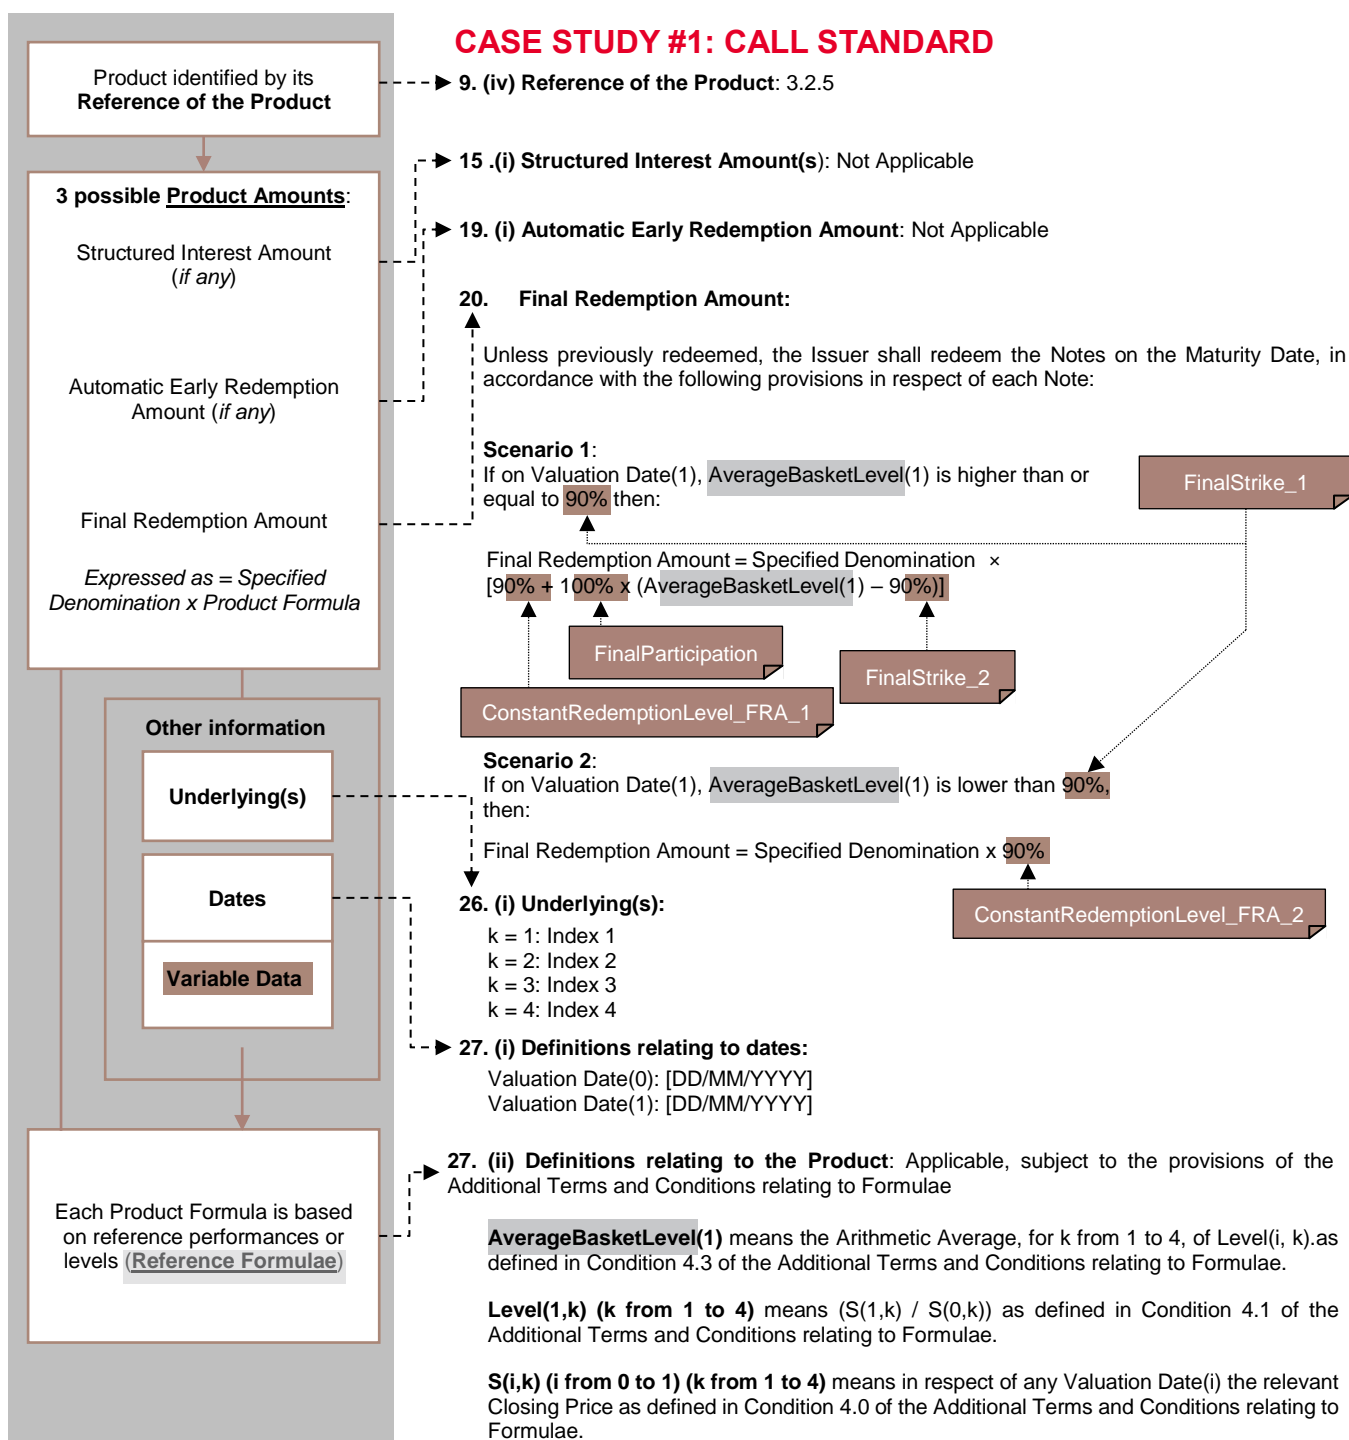 CASE STUDY #1: CALL STANDARD
Product identified by its
Reference of the Product
9. (iv) Reference of the Product: 3.2.5
3 possible Product Amounts:
Structured Interest Amount
(if any)
Automatic Early Redemption
Amount (if any)
Final Redemption Amount
Expressed as = Specified
Denomination x Product Formula
15 .(i) Structured Interest Amount(s): Not Applicable
19. (i) Automatic Early Redemption Amount: Not Applicable
20. Final Redemption Amount:
Unless previously redeemed, the Issuer shall redeem the Notes on the Maturity Date, in
accordance with the following provisions in respect of each Note:
Scenario 1:
If on Valuation Date(1), AverageBasketLevel(1) is higher than or
equal to 90% then:
FinalStrike_1
Final Redemption Amount = Specified Denomination ×
[90% + 100% x (AverageBasketLevel(1) – 90%)]
FinalParticipation
FinalStrike_2
ConstantRedemptionLevel_FRA_1
Scenario 2:
If on Valuation Date(1), AverageBasketLevel(1) is lower than 90%,
then:
Final Redemption Amount = Specified Denomination x 90%
ConstantRedemptionLevel_FRA_2
Other information
Underlying(s)
Dates
Variable Data
26. (i) Underlying(s):
k = 1: Index 1
k = 2: Index 2
k = 3: Index 3
k = 4: Index 4
27. (i) Definitions relating to dates:
Valuation Date(0): [DD/MM/YYYY]
Valuation Date(1): [DD/MM/YYYY]
Each Product Formula is based
on reference performances or
levels (Reference Formulae)
27. (ii) Definitions relating to the Product: Applicable, subject to the provisions of the
Additional Terms and Conditions relating to Formulae
AverageBasketLevel(1) means the Arithmetic Average, for k from 1 to 4, of Level(i, k).as
defined in Condition 4.3 of the Additional Terms and Conditions relating to Formulae.
Level(1,k) (k from 1 to 4) means (S(1,k) / S(0,k)) as defined in Condition 4.1 of the
Additional Terms and Conditions relating to Formulae.
S(i,k) (i from 0 to 1) (k from 1 to 4) means in respect of any Valuation Date(i) the relevant
Closing Price as defined in Condition 4.0 of the Additional Terms and Conditions relating to
Formulae.